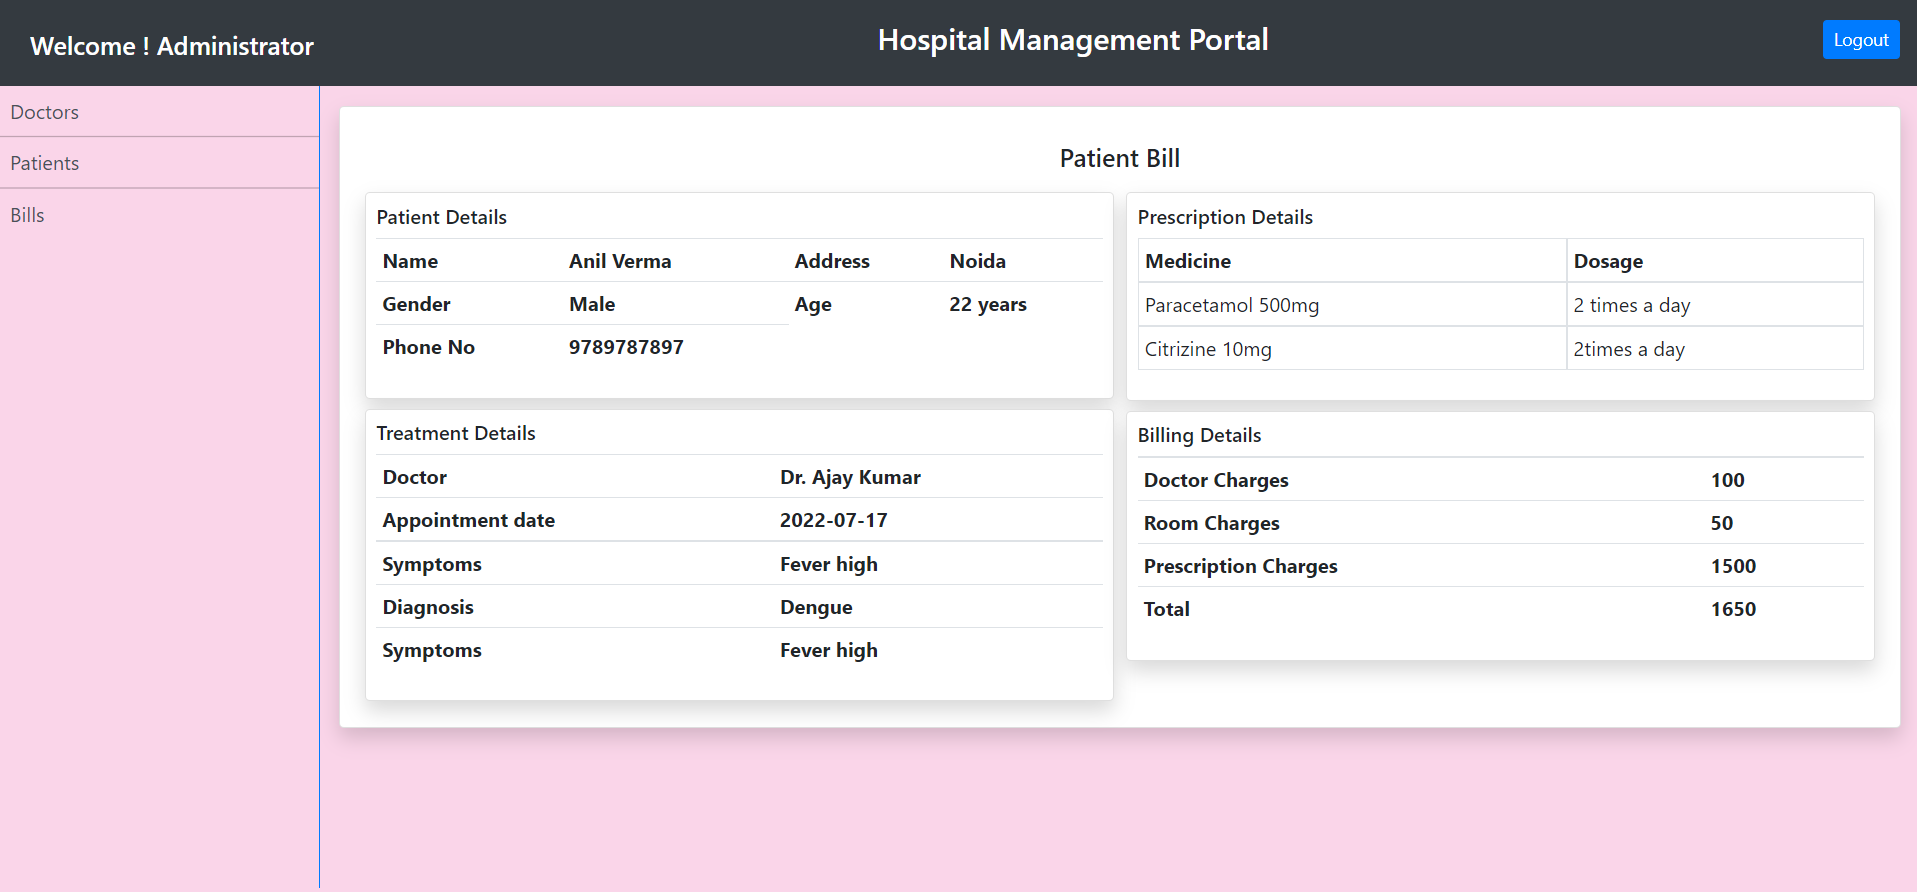 Welcome ! Administrator
Hospital Management Portal
Logout
Doctors
Patients
Bills
Patient Bill
Patient Details
Name Anil Verma Address Noida
Gender Male Age 22 years
Phone No 9789787897
Treatment Details
Doctor Dr. Ajay Kumar
Appointment date 2022-07-17
Symptoms Fever high
Diagnosis Dengue
Symptoms Fever high
Prescription Details
Medicine Dosage
Paracetamol 500mg 2 times a day
Citrizine 10mg 2times a day
Billing Details
Doctor Charges 100
Room Charges 50
Prescription Charges 1500
Total 1650